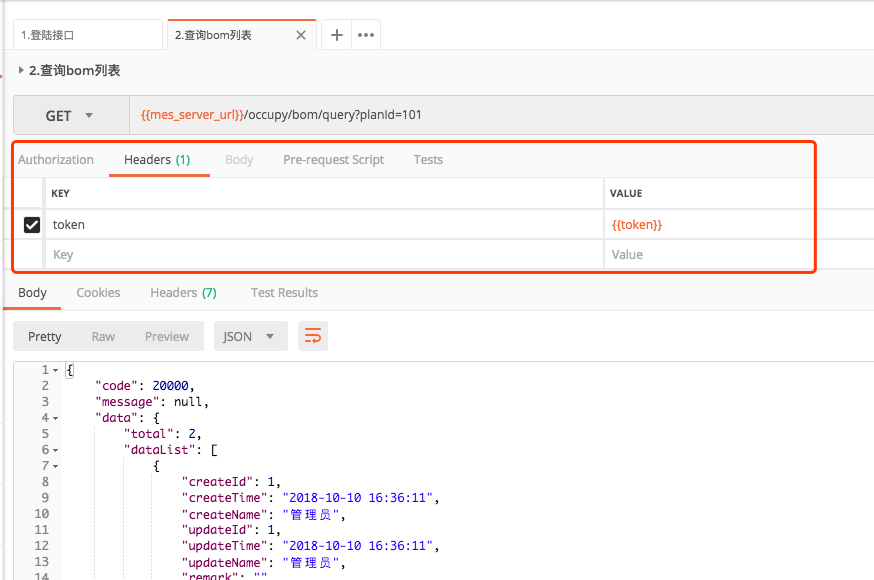 1.登陆接口
2.查询bom列表
2.查询bom列表
GET {{mes_server_url}}/occupy/bom/query?planId=101
Authorization Headers (1) Body Pre-request Script Tests
KEY VALUE
token {{token}}
Key Value
Body Cookies Headers (7) Test Results
Pretty Raw Preview JSON
1 {
2 "code": 20000,
3 "message": null,
4 "data": {
5 "total": 2,
6 "dataList": [
7 {
8 "createId": 1,
9 "createTime": "2018-10-10 16:36:11",
10 "createName": "管理员",
11 "updateId": 1,
12 "updateTime": "2018-10-10 16:36:11",
13 "updateName": "管理员",
14 "remark": ""